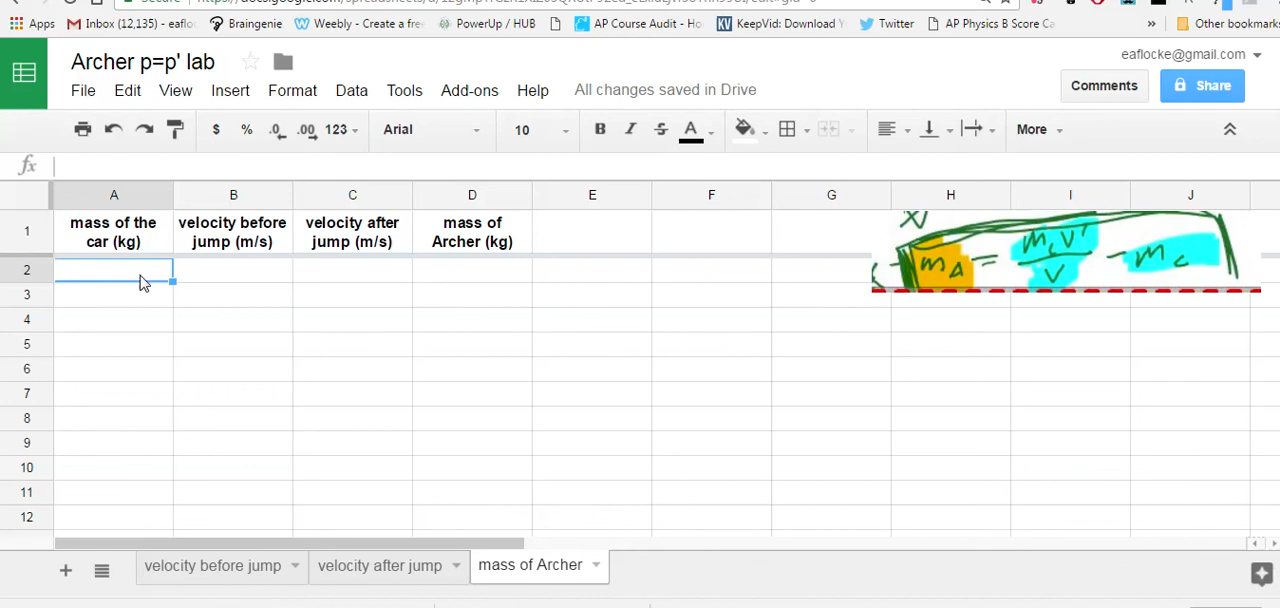 Apps Inbox (12,135) - eaflo Braingenie Weebly - Create a free PowerUp / HUB AP Course Audit - Ho KeepVid: Download Y Twitter AP Physics B Score Ca » Other bookmarks
Archer p=p' lab
eaflocke@gmail.com
File Edit View Insert Format Data Tools Add-ons Help All changes saved in Drive
Comments Share
$ % .0 .00 123 Arial 10 B I S A More
fx
A B C D E F G H I J
1 mass of the car (kg) velocity before jump (m/s) velocity after jump (m/s) mass of Archer (kg)
mA = mcv' / v - mc
2
3
4
5
6
7
8
9
10
11
12
+ velocity before jump velocity after jump mass of Archer